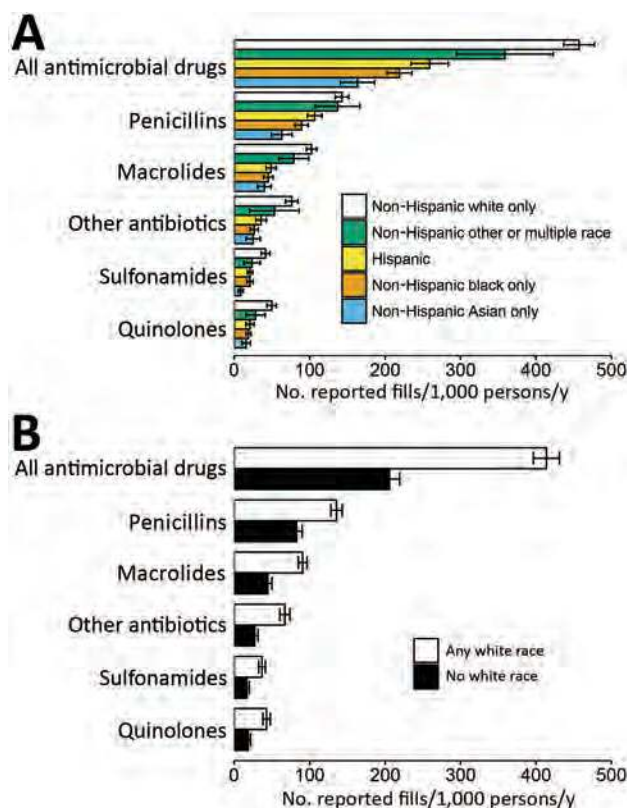 A
All antimicrobial drugs
Penicillins
Macrolides
Other antibiotics
Sulfonamides
Quinolones
Non-Hispanic white only
Non-Hispanic other or multiple race
Hispanic
Non-Hispanic black only
Non-Hispanic Asian only
0 100 200 300 400 500
No. reported fills/1,000 persons/y
B
All antimicrobial drugs
Penicillins
Macrolides
Other antibiotics
Sulfonamides
Quinolones
Any white race
No white race
0 100 200 300 400 500
No. reported fills/1,000 persons/y